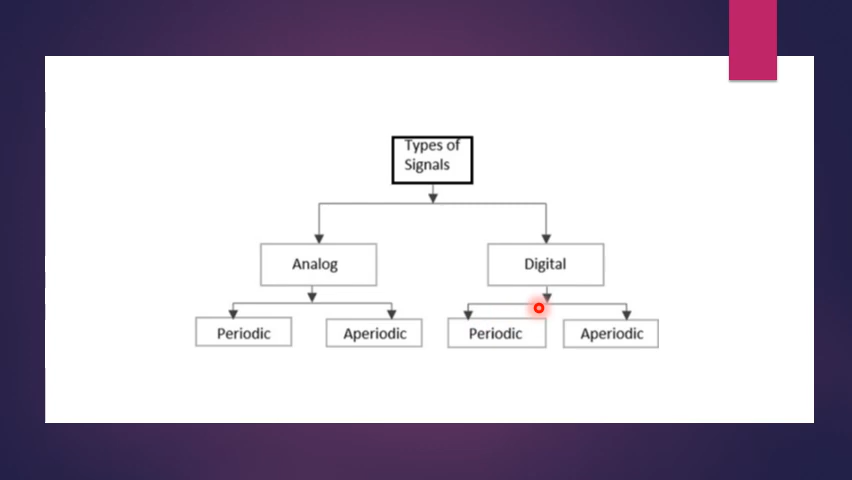 Types of
Signals
Analog
Digital
Periodic
Aperiodic
Periodic
Aperiodic